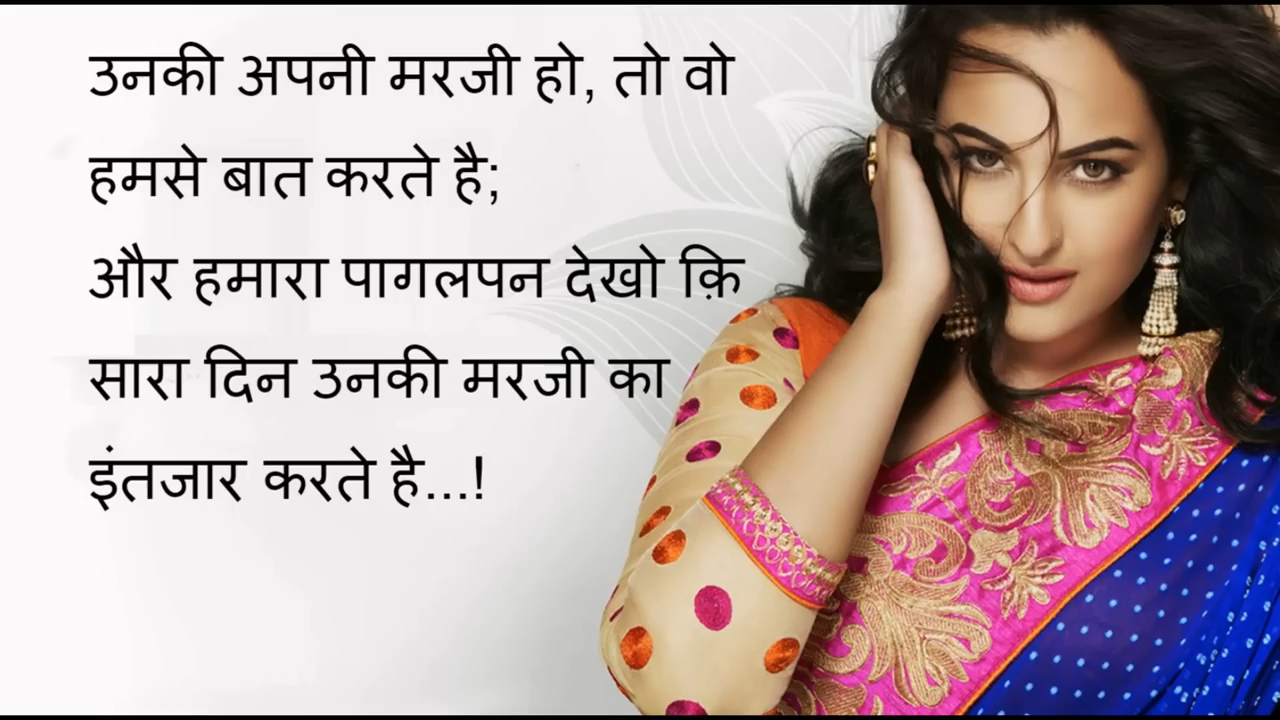 उनकी अपनी मरजी हो, तो वो
हमसे बात करते है;
और हमारा पागलपन देखो क़ि
सारा दिन उनकी मरजी का
इंतजार करते है...!